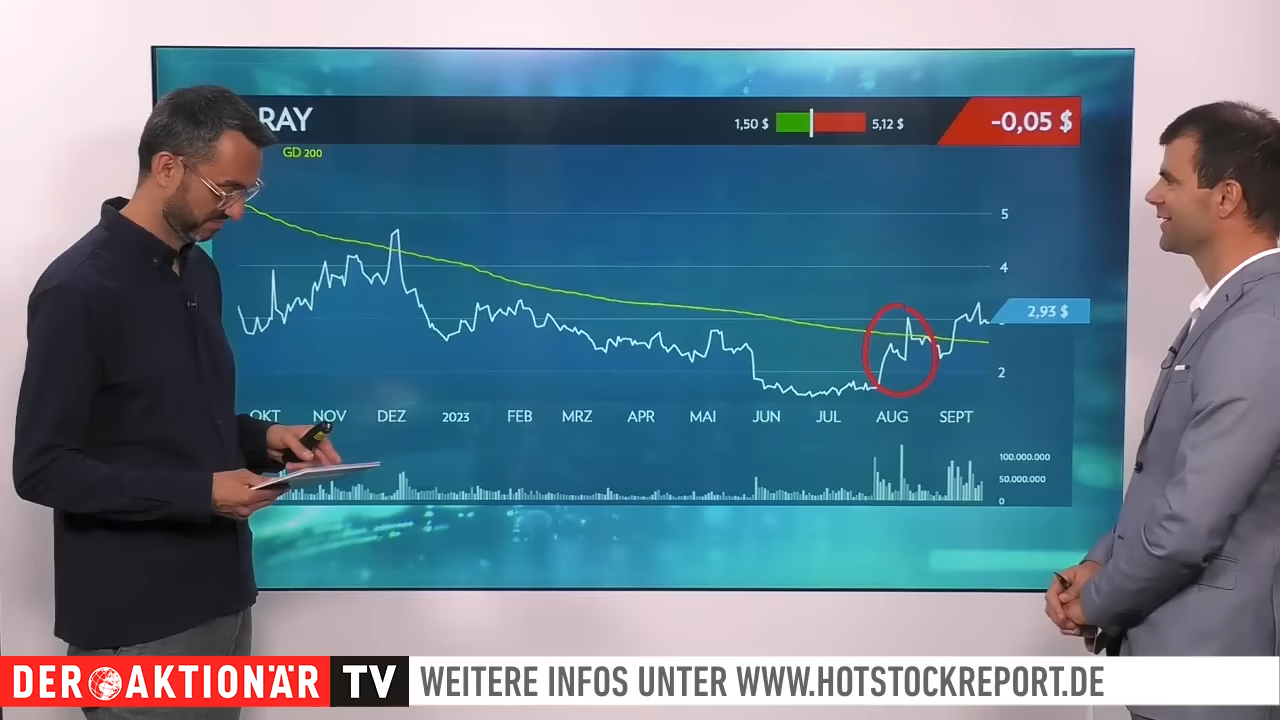 RAY
1,50 $
5,12 $
-0,05 $
GD 200
5
4
2,93 $
2
OKT NOV DEZ 2023 FEB MRZ APR MAI JUN JUL AUG SEPT
100.000.000
50.000.000
0
DER AKTIONÄR TV
WEITERE INFOS UNTER WWW.HOTSTOCKREPORT.DE